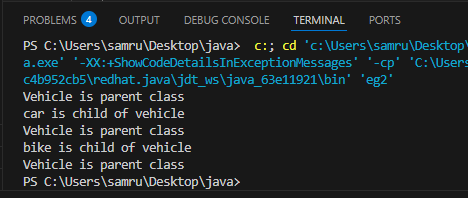 PROBLEMS 4 OUTPUT DEBUG CONSOLE TERMINAL PORTS
PS C:\Users\samru\Desktop\java>  c:; cd 'c:\Users\samru\Desktop\
a.exe' '-XX:+ShowCodeDetailsInExceptionMessages' '-cp' 'C:\Users
c4b952cb5\redhat.java\jdt_ws\java_63e11921\bin' 'eg2'
Vehicle is parent class
car is child of vehicle
Vehicle is parent class
bike is child of vehicle
Vehicle is parent class
PS C:\Users\samru\Desktop\java>